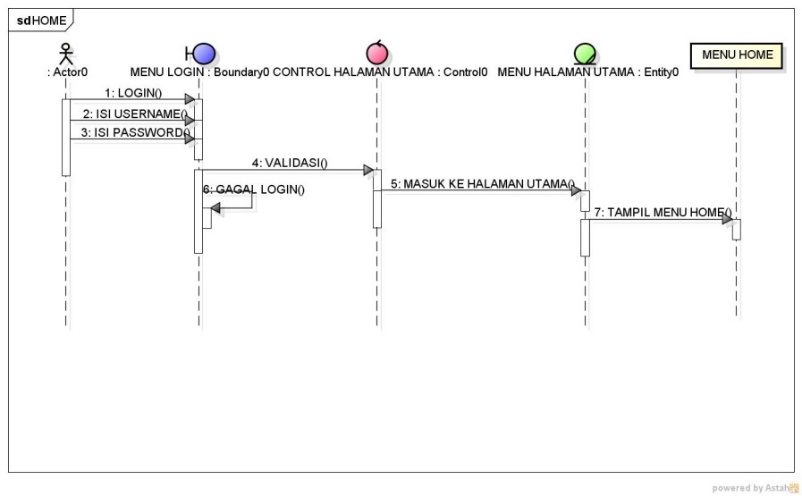 sd HOME
: Actor0
MENU LOGIN : Boundary0
CONTROL HALAMAN UTAMA : Control0
MENU HALAMAN UTAMA : Entity0
MENU HOME
1: LOGIN()
2: ISI USERNAME()
3: ISI PASSWORD()
4: VALIDASI()
5: MASUK KE HALAMAN UTAMA()
6: GAGAL LOGIN()
7: TAMPIL MENU HOME()
powered by Astah